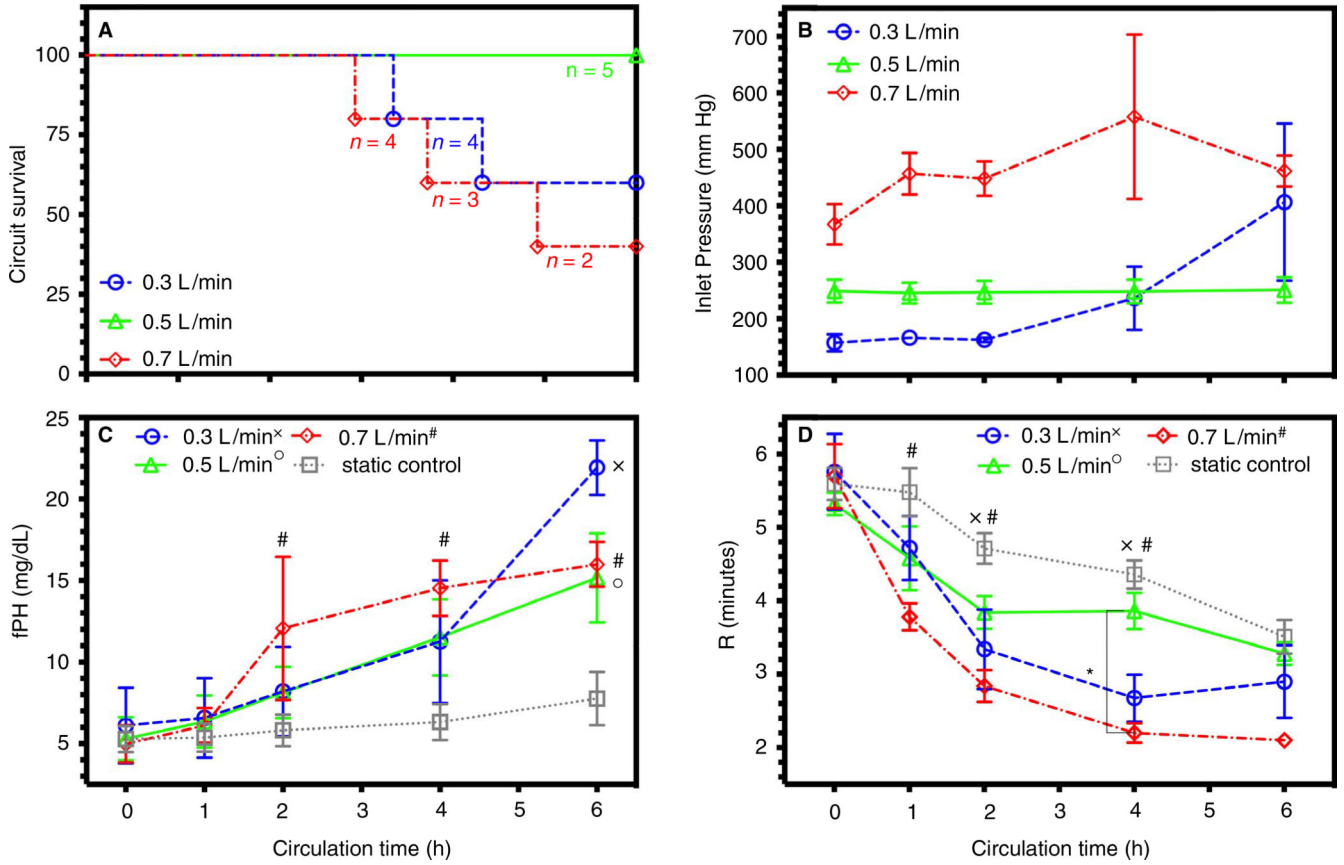 A
100
75
50
25
0
Circuit survival
n = 5
n = 4
n = 4
n = 3
n = 2
0.3 L/min
0.5 L/min
0.7 L/min
B
0.3 L/min
0.5 L/min
0.7 L/min
700
600
500
400
300
200
100
Inlet Pressure (mm Hg)
C
0.3 L/min×
0.7 L/min#
0.5 L/min○
static control
25
20
15
10
5
fPH (mg/dL)
#
#
×
#
○
0
1
2
3
4
5
6
Circulation time (h)
D
0.3 L/min×
0.7 L/min#
0.5 L/min○
static control
6
5
4
3
2
R (minutes)
#
× #
× #
*
0
1
2
3
4
5
6
Circulation time (h)